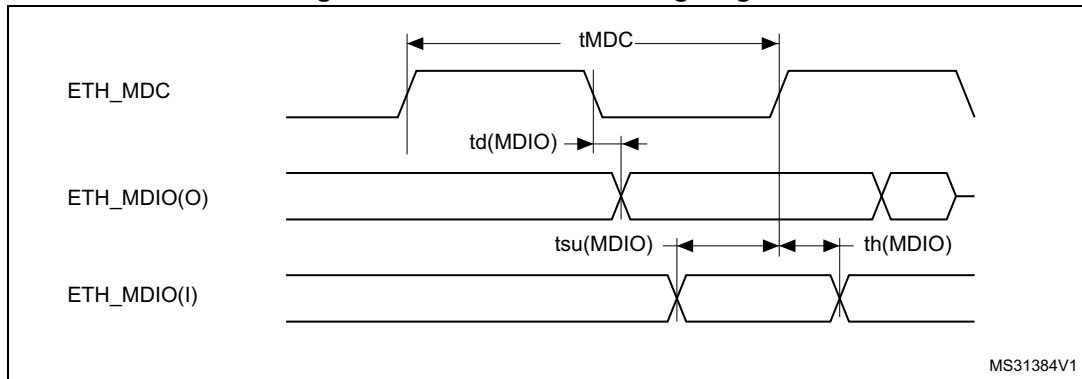 tMDC
ETH_MDC
td(MDIO)
ETH_MDIO(O)
tsu(MDIO)
th(MDIO)
ETH_MDIO(I)
MS31384V1